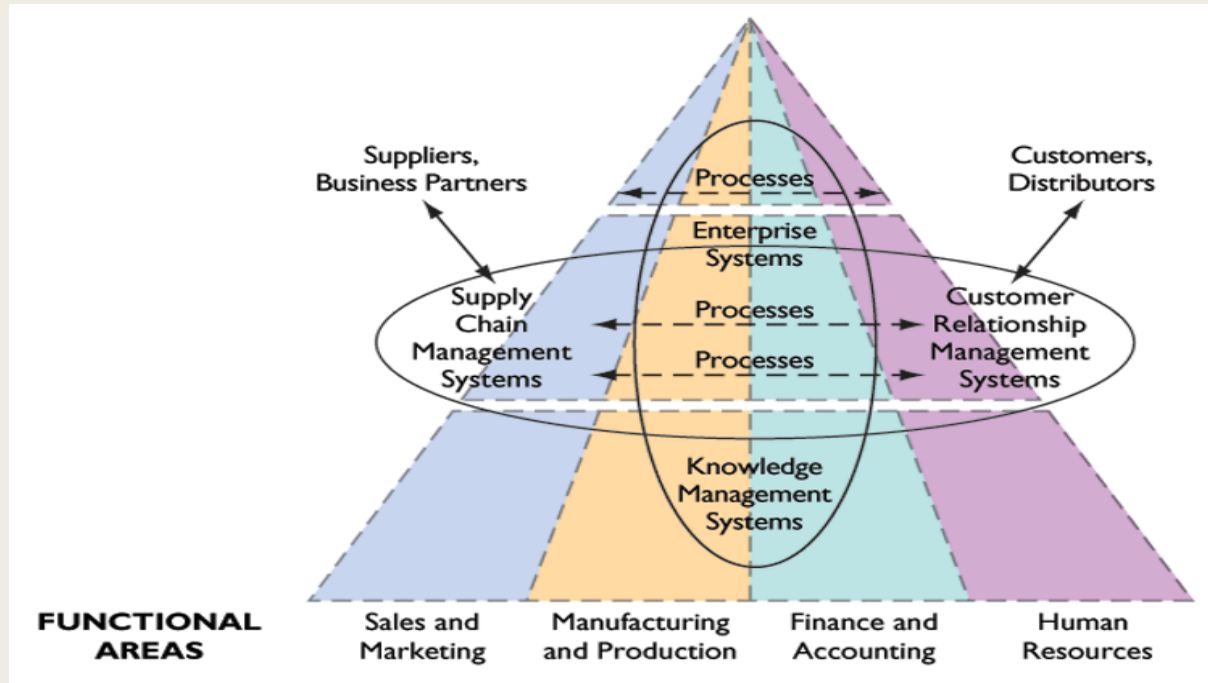 Suppliers,
Business Partners
Customers,
Distributors
Processes
Enterprise
Systems
Supply
Chain
Management
Systems
Processes
Processes
Customer
Relationship
Management
Systems
Knowledge
Management
Systems
FUNCTIONAL
AREAS
Sales and
Marketing
Manufacturing
and Production
Finance and
Accounting
Human
Resources